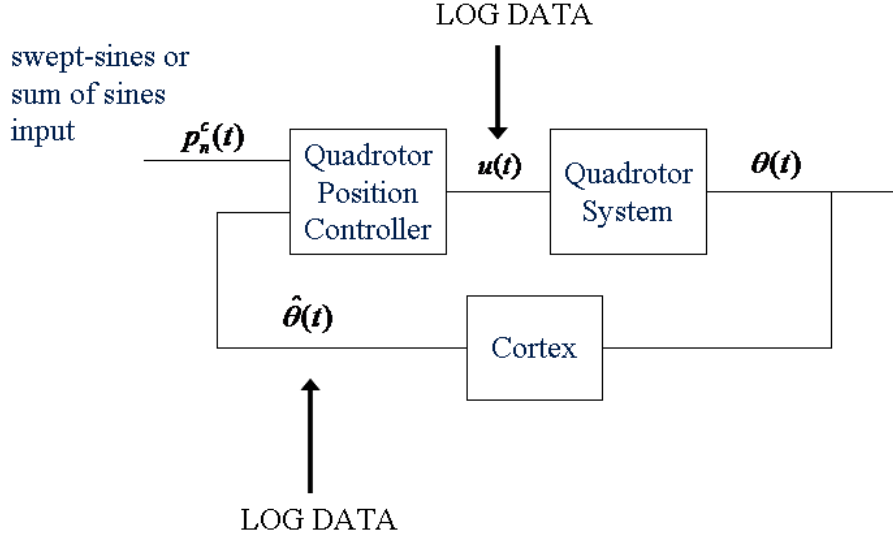 LOG DATA
swept-sines or
sum of sines
input
p_n^c(t)
Quadrotor
Position
Controller
u(t)
Quadrotor
System
θ(t)
θ̂(t)
Cortex
LOG DATA